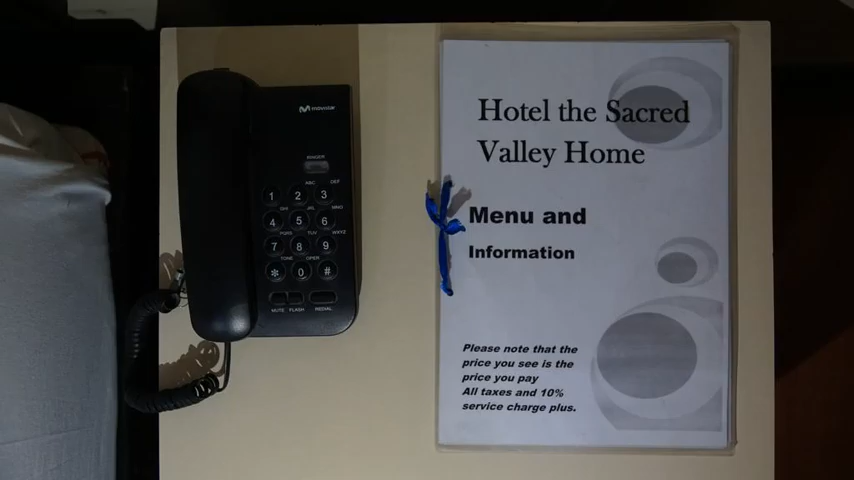 movistar
RINGER
ABC DEF
1 2 3
GHI JKL MNO
4 5 6
PQRS TUV WXYZ
7 8 9
TONE OPER
* 0 #
MUTE FLASH REDIAL
Hotel the Sacred
Valley Home
Menu and
Information
Please note that the
price you see is the
price you pay
All taxes and 10%
service charge plus.